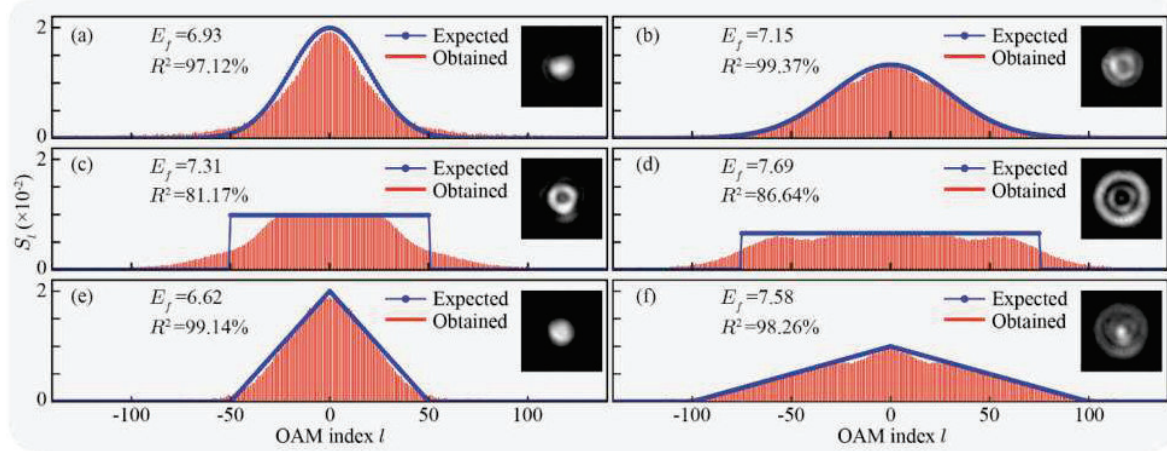 (a) E_f=6.93 Expected
R²=97.12% Obtained
(b) E_f=7.15 Expected
R²=99.37% Obtained
(c) E_f=7.31 Expected
R²=81.17% Obtained
(d) E_f=7.69 Expected
R²=86.64% Obtained
(e) E_f=6.62 Expected
R²=99.14% Obtained
(f) E_f=7.58 Expected
R²=98.26% Obtained
S_l (×10⁻²)
2
1
0
2
1
0
2
1
0
-100 -50 0 50 100
-100 -50 0 50 100
OAM index l
OAM index l